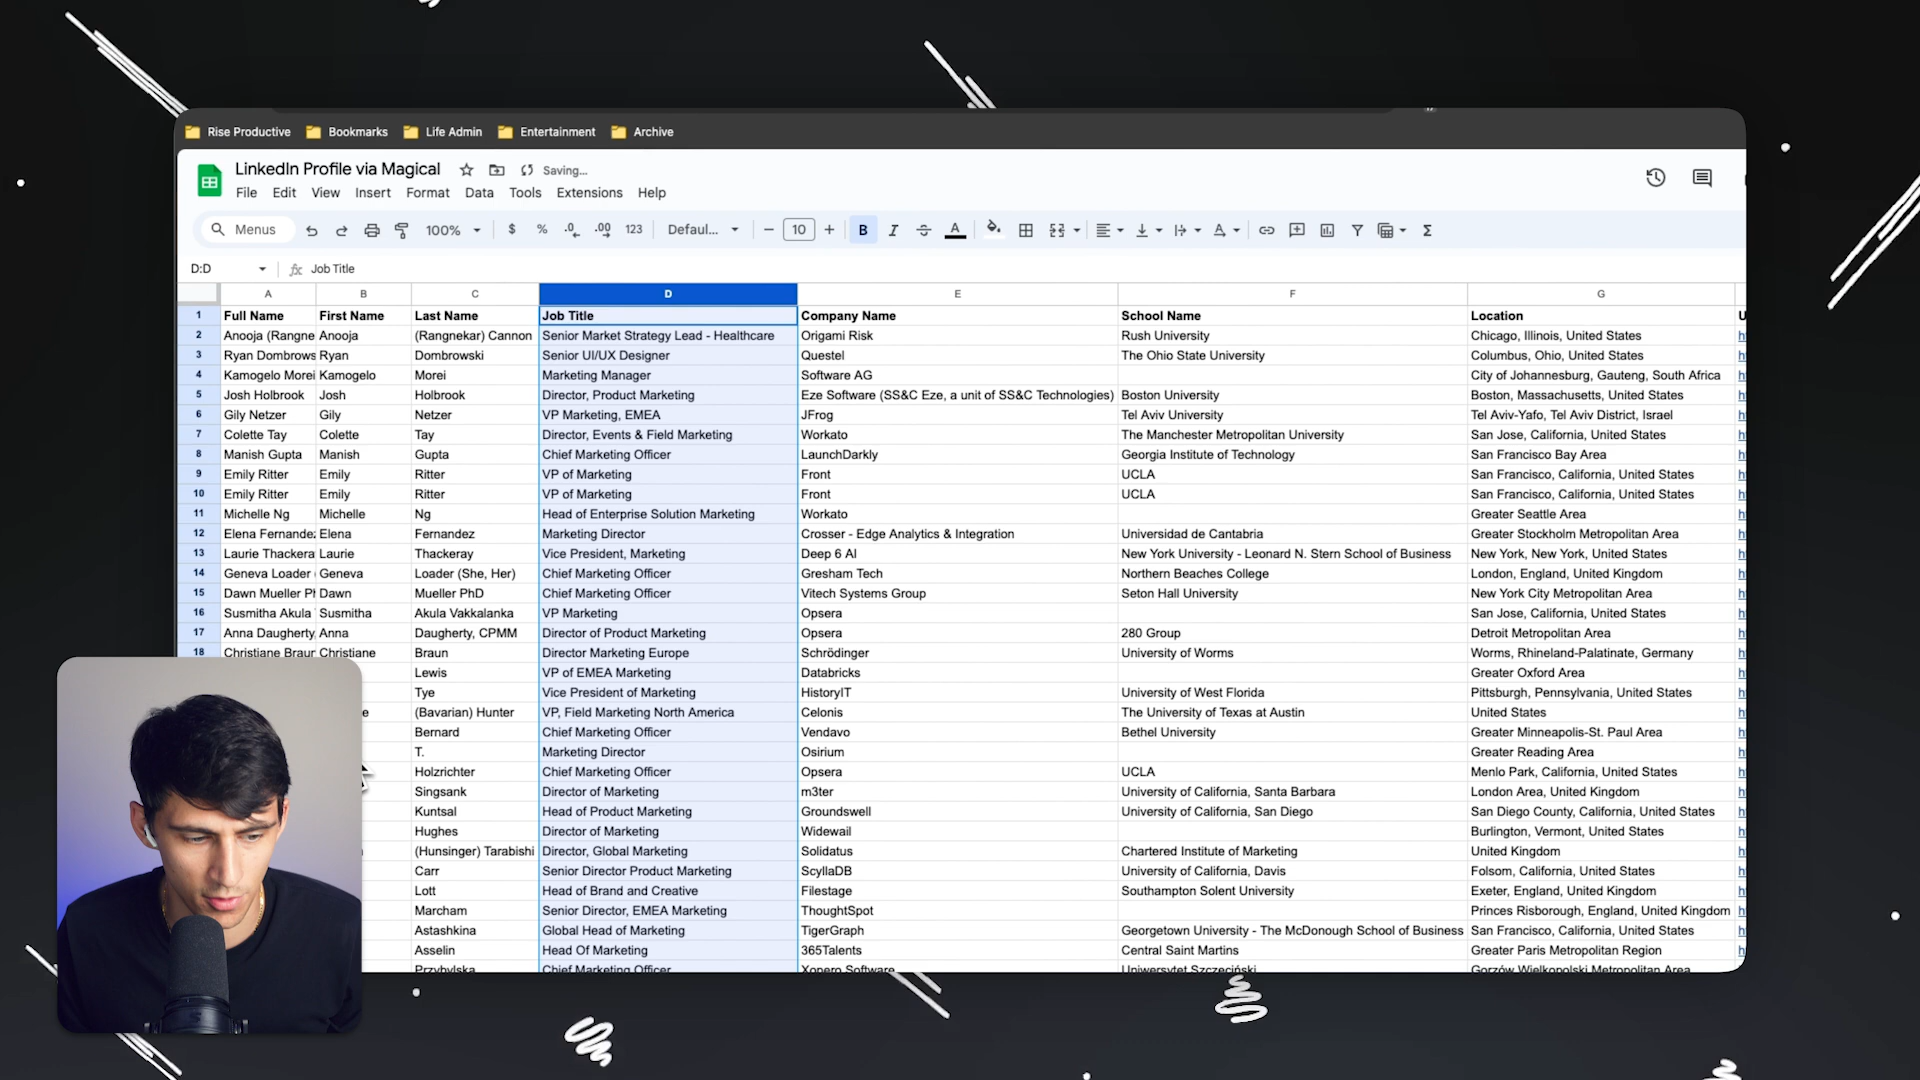 Rise Productive Bookmarks Life Admin Entertainment Archive
LinkedIn Profile via Magical Saving...
File Edit View Insert Format Data Tools Extensions Help
Menus 100% $ % .0 .00 123 Defaul... 10 B I A Σ
D:D fx Job Title
A B C D E F G
1 Full Name First Name Last Name Job Title Company Name School Name Location U
2 Anooja (Rangne Anooja (Rangnekar) Cannon Senior Market Strategy Lead - Healthcare Origami Risk Rush University Chicago, Illinois, United States h
3 Ryan Dombrows Ryan Dombrowski Senior UI/UX Designer Questel The Ohio State University Columbus, Ohio, United States h
4 Kamogelo Morei Kamogelo Morei Marketing Manager Software AG City of Johannesburg, Gauteng, South Africa h
5 Josh Holbrook Josh Holbrook Director, Product Marketing Eze Software (SS&C Eze, a unit of SS&C Technologies) Boston University Boston, Massachusetts, United States h
6 Gily Netzer Gily Netzer VP Marketing, EMEA JFrog Tel Aviv University Tel Aviv-Yafo, Tel Aviv District, Israel h
7 Colette Tay Colette Tay Director, Events & Field Marketing Workato The Manchester Metropolitan University San Jose, California, United States h
8 Manish Gupta Manish Gupta Chief Marketing Officer LaunchDarkly Georgia Institute of Technology San Francisco Bay Area h
9 Emily Ritter Emily Ritter VP of Marketing Front UCLA San Francisco, California, United States h
10 Emily Ritter Emily Ritter VP of Marketing Front UCLA San Francisco, California, United States h
11 Michelle Ng Michelle Ng Head of Enterprise Solution Marketing Workato Greater Seattle Area h
12 Elena Fernande Elena Fernandez Marketing Director Crosser - Edge Analytics & Integration Universidad de Cantabria Greater Stockholm Metropolitan Area h
13 Laurie Thackera Laurie Thackeray Vice President, Marketing Deep 6 AI New York University - Leonard N. Stern School of Business New York, New York, United States h
14 Geneva Loader ( Geneva Loader (She, Her) Chief Marketing Officer Gresham Tech Northern Beaches College London, England, United Kingdom h
15 Dawn Mueller Ph Dawn Mueller PhD Chief Marketing Officer Vitech Systems Group Seton Hall University New York City Metropolitan Area h
16 Susmitha Akula Susmitha Akula Vakkalanka VP Marketing Opsera San Jose, California, United States h
17 Anna Daugherty, Anna Daugherty, CPMM Director of Product Marketing Opsera 280 Group Detroit Metropolitan Area h
18 Christiane Braun Christiane Braun Director Marketing Europe Schrödinger University of Worms Worms, Rhineland-Palatinate, Germany h
Lewis VP of EMEA Marketing Databricks Greater Oxford Area h
Tye Vice President of Marketing HistoryIT University of West Florida Pittsburgh, Pennsylvania, United States h
e (Bavarian) Hunter VP, Field Marketing North America Celonis The University of Texas at Austin United States h
Bernard Chief Marketing Officer Vendavo Bethel University Greater Minneapolis-St. Paul Area h
T. Marketing Director Osirium Greater Reading Area h
Holzrichter Chief Marketing Officer Opsera UCLA Menlo Park, California, United States h
Singsank Director of Marketing m3ter University of California, Santa Barbara London Area, United Kingdom h
Kuntsal Head of Product Marketing Groundswell University of California, San Diego San Diego County, California, United States h
Hughes Director of Marketing Widewail Burlington, Vermont, United States h
(Hunsinger) Tarabishi Director, Global Marketing Solidatus Chartered Institute of Marketing United Kingdom h
Carr Senior Director Product Marketing ScyllaDB University of California, Davis Folsom, California, United States h
Lott Head of Brand and Creative Filestage Southampton Solent University Exeter, England, United Kingdom h
Marcham Senior Director, EMEA Marketing ThoughtSpot Princes Risborough, England, United Kingdom h
Astashkina Global Head of Marketing TigerGraph Georgetown University - The McDonough School of Business San Francisco, California, United States h
Asselin Head Of Marketing 365Talents Central Saint Martins Greater Paris Metropolitan Region h
Przybylska Chief Marketing Officer Xopero Software Uniwersytet Szczeciński Gorzów Wielkopolski Metropolitan Area